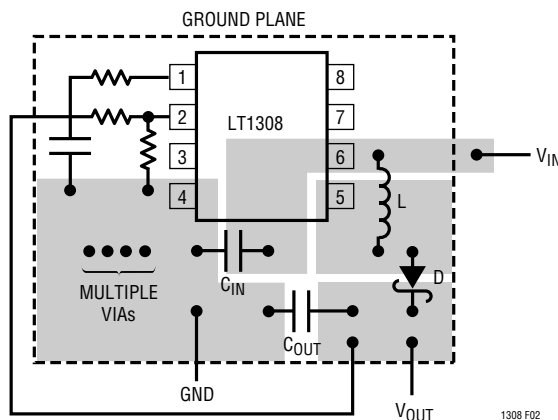 GROUND PLANE
1
8
2
7
LT1308
3
6
VIN
4
5
L
MULTIPLE
VIAs
CIN
D
COUT
GND
VOUT
1308 F02